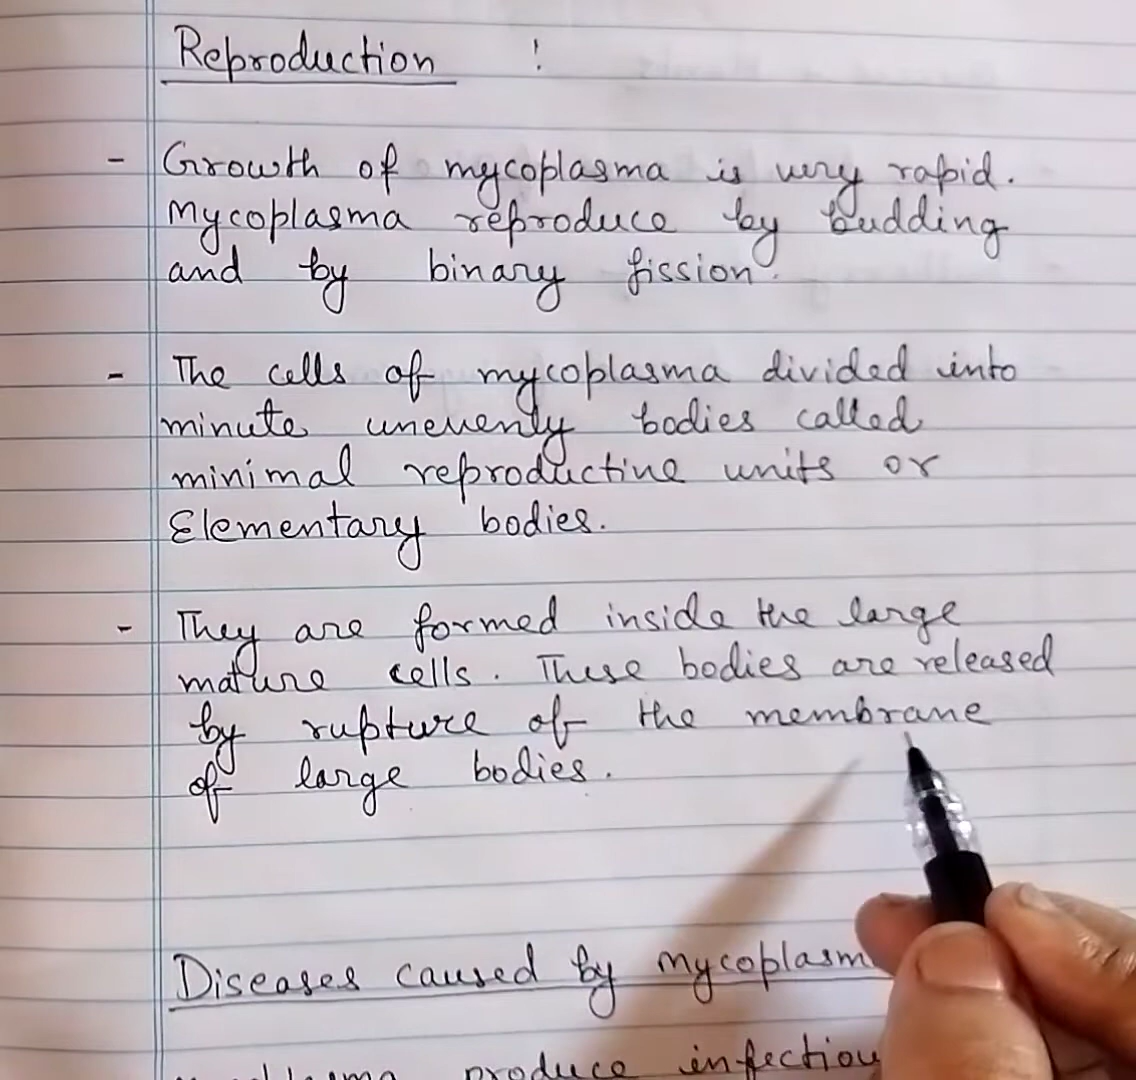 Reproduction :
- Growth of mycoplasma is very rapid.
Mycoplasma reproduce by budding
and by binary fission.
- The cells of mycoplasma divided into
minute unevenly bodies called
minimal reproductive units or
Elementary bodies.
- They are formed inside the large
mature cells. These bodies are released
by rupture of the membrane
of large bodies.
Diseases caused by Mycoplasm
produce infection